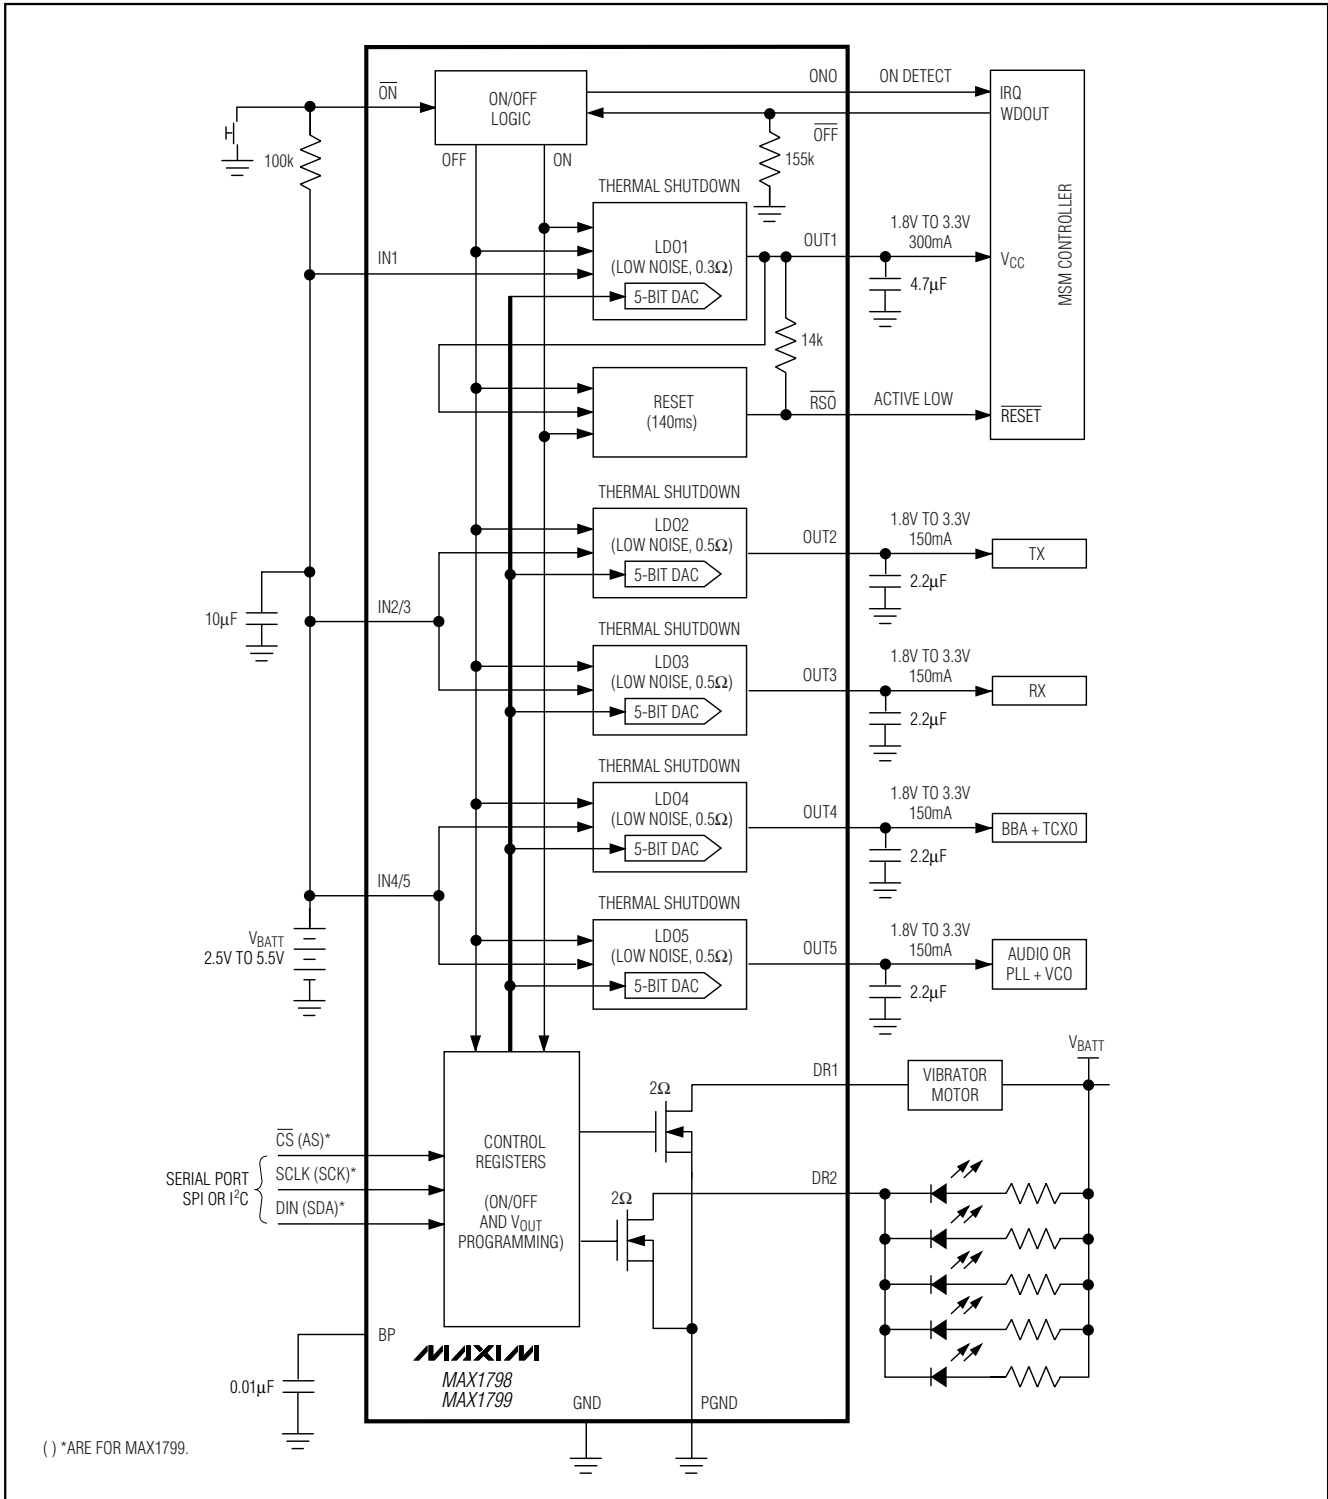 ON
ON/OFF
LOGIC
ONO
ON DETECT
IRQ
WDOUT
OFF
100k
OFF
ON
155k
THERMAL SHUTDOWN
MSM CONTROLLER
IN1
LDO1
(LOW NOISE, 0.3Ω)
5-BIT DAC
OUT1
1.8V TO 3.3V
300mA
VCC
4.7µF
14k
RESET
(140ms)
RSO
ACTIVE LOW
RESET
THERMAL SHUTDOWN
LDO2
(LOW NOISE, 0.5Ω)
5-BIT DAC
OUT2
1.8V TO 3.3V
150mA
TX
2.2µF
10µF
IN2/3
THERMAL SHUTDOWN
LDO3
(LOW NOISE, 0.5Ω)
5-BIT DAC
OUT3
1.8V TO 3.3V
150mA
RX
2.2µF
THERMAL SHUTDOWN
LDO4
(LOW NOISE, 0.5Ω)
5-BIT DAC
OUT4
1.8V TO 3.3V
150mA
BBA + TCXO
2.2µF
IN4/5
THERMAL SHUTDOWN
VBATT
2.5V TO 5.5V
LDO5
(LOW NOISE, 0.5Ω)
5-BIT DAC
OUT5
1.8V TO 3.3V
150mA
AUDIO OR
PLL + VCO
2.2µF
VBATT
DR1
VIBRATOR
MOTOR
2Ω
CS (AS)*
SCLK (SCK)*
DIN (SDA)*
SERIAL PORT
SPI OR I²C
CONTROL
REGISTERS
(ON/OFF
AND VOUT
PROGRAMMING)
DR2
2Ω
BP
MAXIM
MAX1798
MAX1799
0.01µF
GND
PGND
( ) *ARE FOR MAX1799.